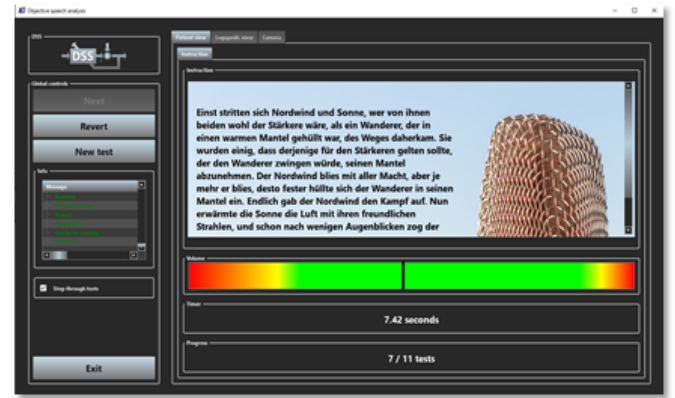 Objective speech analysis
DSS
DSS
Global controls
Next
Revert
New test
Info
Message
Stop through tests
Exit
Patient view
Logopedic view
Camera
Instruction
Instruction
Einst stritten sich Nordwind und Sonne, wer von ihnen
beiden wohl der Stärkere wäre, als ein Wanderer, der in
einen warmen Mantel gehüllt war, des Weges daherkam. Sie
wurden einig, dass derjenige für den Stärkeren gelten sollte,
der den Wanderer zwingen würde, seinen Mantel
abzunehmen. Der Nordwind blies mit aller Macht, aber je
mehr er blies, desto fester hüllte sich der Wanderer in seinen
Mantel ein. Endlich gab der Nordwind den Kampf auf. Nun
erwärmte die Sonne die Luft mit ihren freundlichen
Strahlen, und schon nach wenigen Augenblicken zog der
Volume
Timer
7.42 seconds
Progress
7 / 11 tests